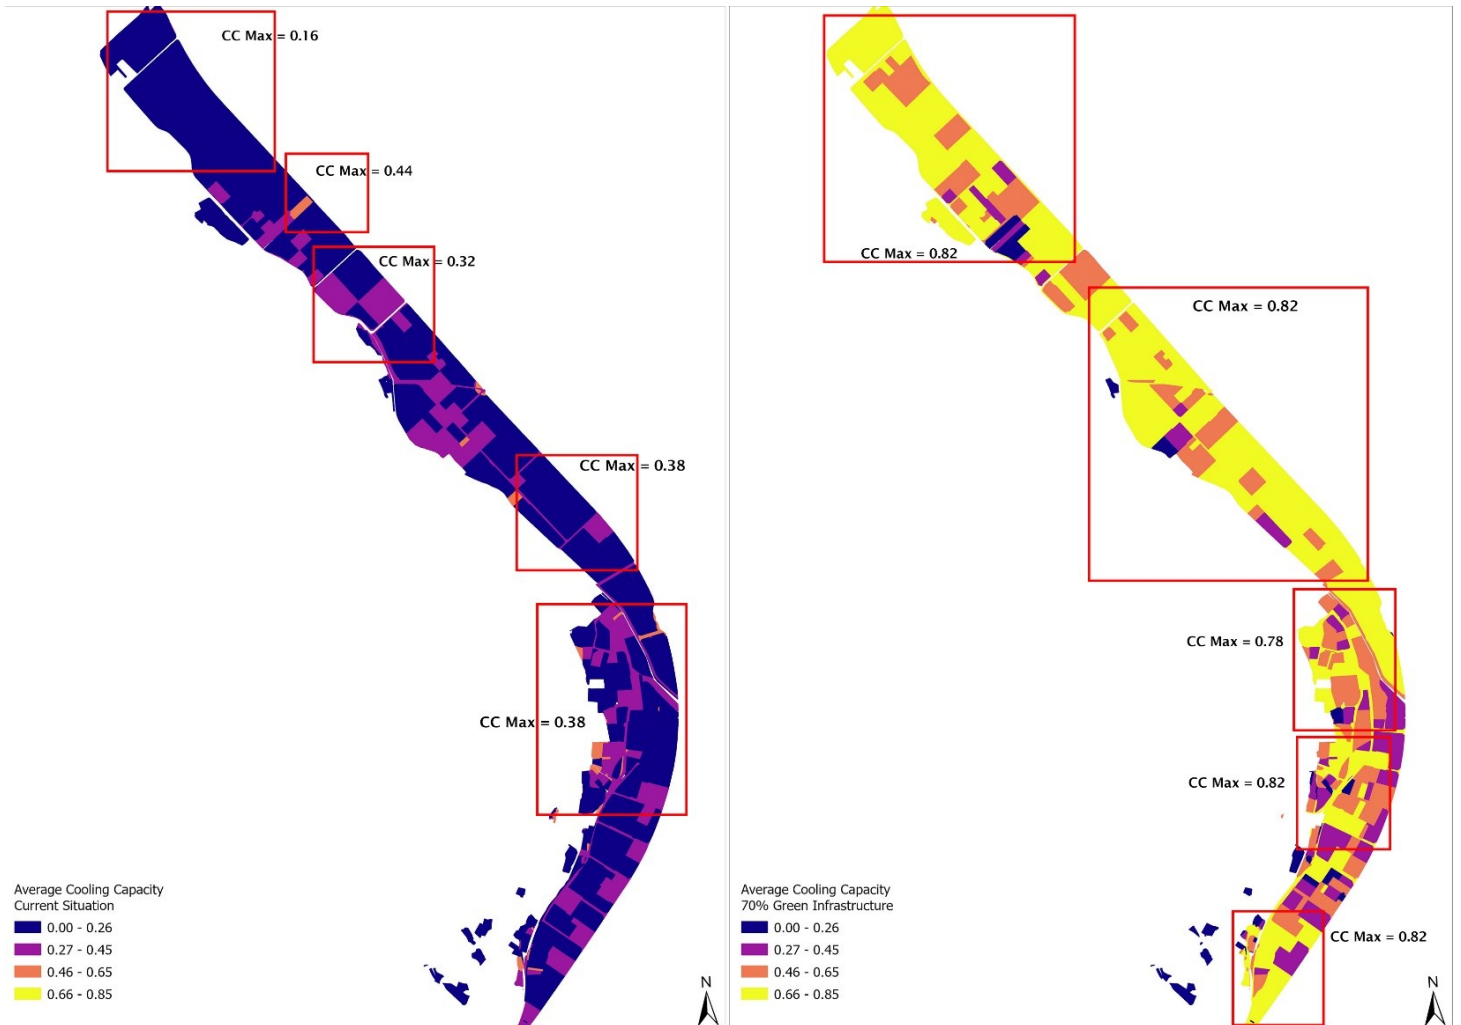 CC Max = 0.16
CC Max = 0.44
CC Max = 0.32
CC Max = 0.38
CC Max = 0.38
Average Cooling Capacity
Current Situation
0.00 - 0.26
0.27 - 0.45
0.46 - 0.65
0.66 - 0.85
N
CC Max = 0.82
CC Max = 0.82
CC Max = 0.78
CC Max = 0.82
CC Max = 0.82
Average Cooling Capacity
70% Green Infrastructure
0.00 - 0.26
0.27 - 0.45
0.46 - 0.65
0.66 - 0.85
N